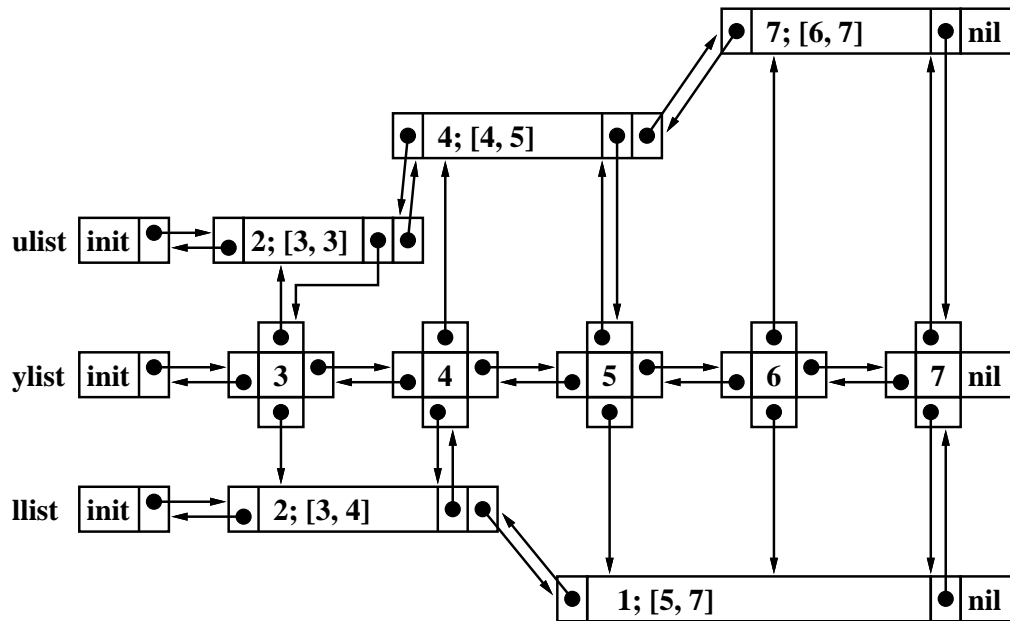 7; [6, 7] nil
4; [4, 5]
ulist init 2; [3, 3]
ylist init 3 4 5 6 7 nil
llist init 2; [3, 4]
1; [5, 7] nil